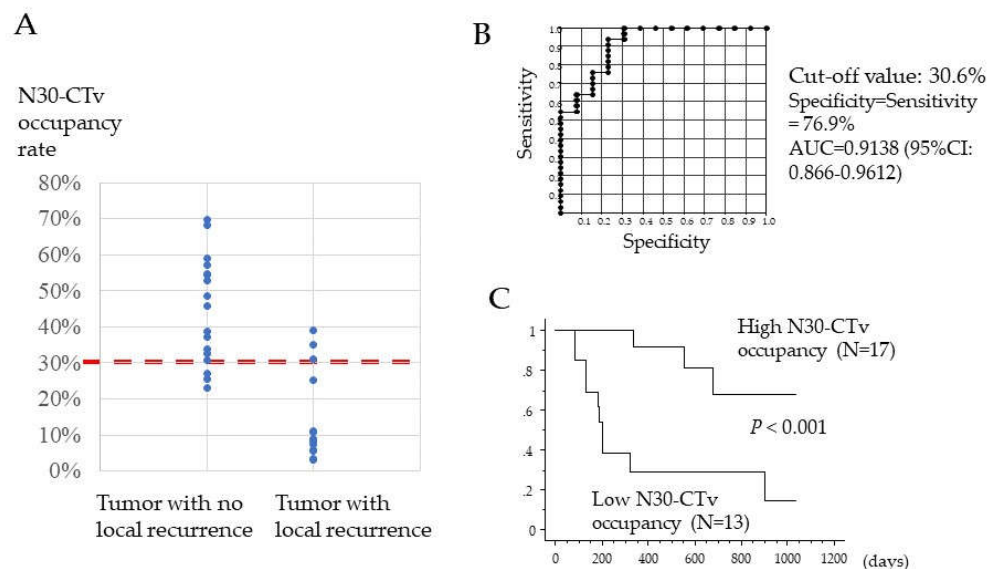 A
N30-CTv
occupancy
rate
80%
70%
60%
50%
40%
30%
20%
10%
0%
Tumor with no
local recurrence
Tumor with
local recurrence
B
Sensitivity
1.0
0.1 0.2 0.3 0.4 0.5 0.6 0.7 0.8 0.9 1.0
Specificity
Cut-off value: 30.6%
Specificity=Sensitivity
= 76.9%
AUC=0.9138 (95%CI:
0.866-0.9612)
C
High N30-CTv
occupancy (N=17)
P < 0.001
Low N30-CTv
occupancy (N=13)
1
.8
.6
.4
.2
0
0 200 400 600 800 1000 1200
(days)